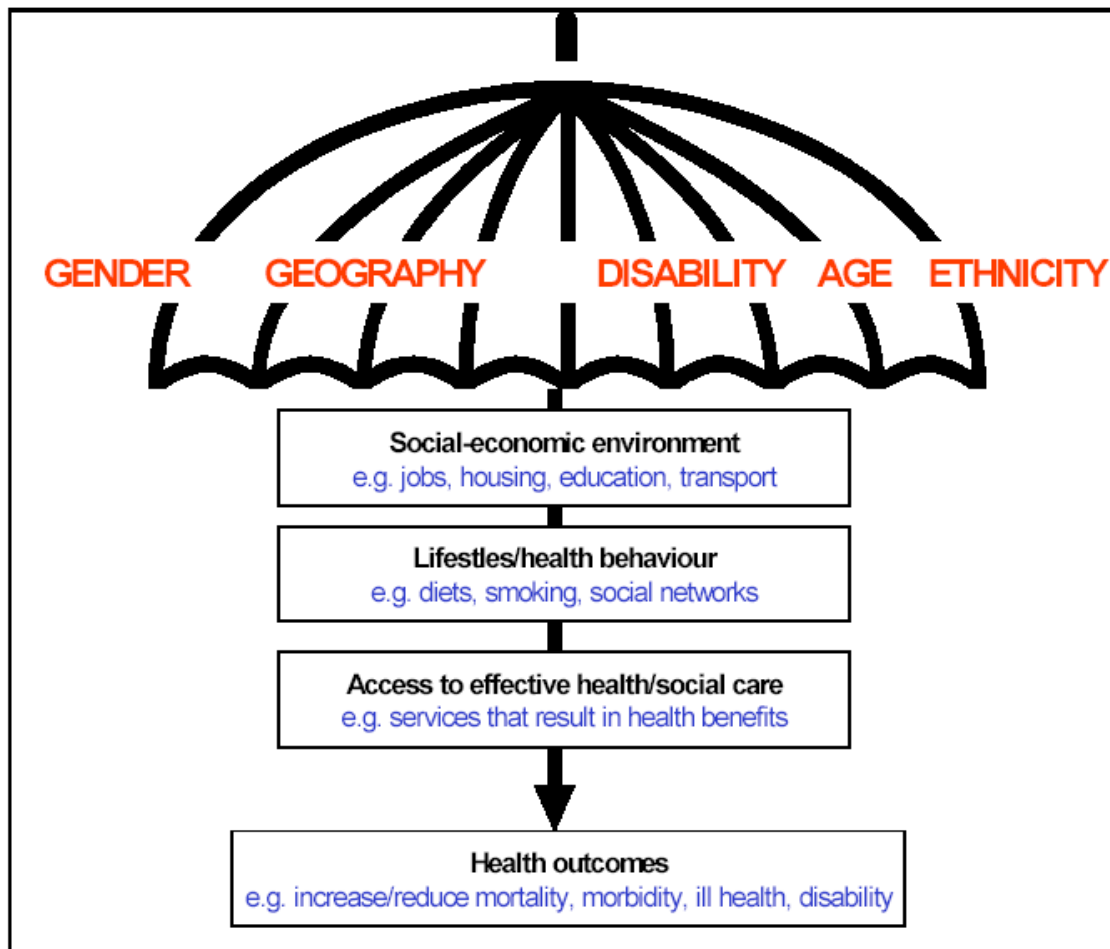 GENDER GEOGRAPHY DISABILITY AGE ETHNICITY
Social-economic environment
e.g. jobs, housing, education, transport
Lifestles/health behaviour
e.g. diets, smoking, social networks
Access to effective health/social care
e.g. services that result in health benefits
Health outcomes
e.g. increase/reduce mortality, morbidity, ill health, disability